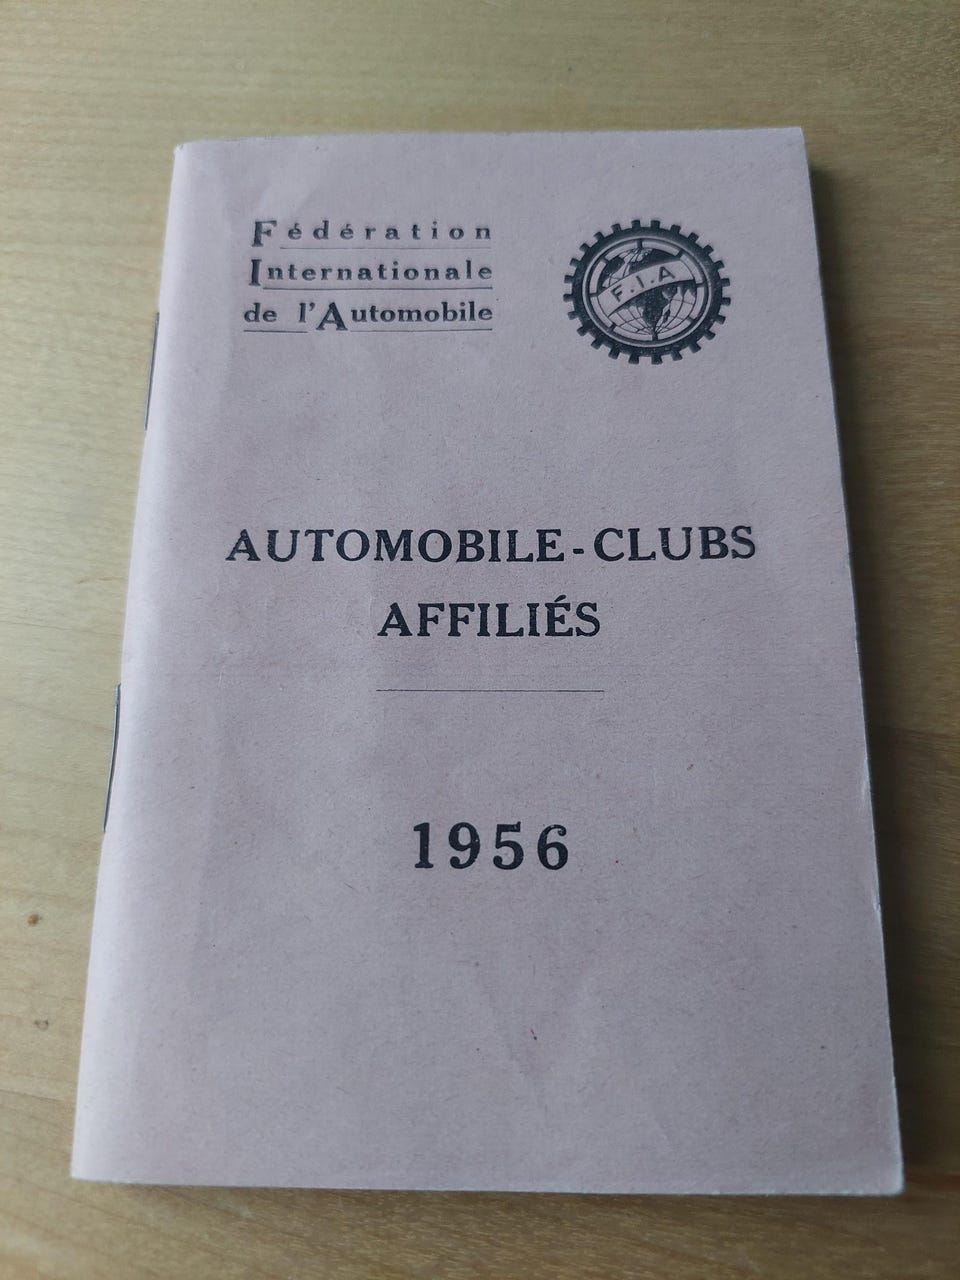 Fédération
Internationale
de l'Automobile
F.I.A
AUTOMOBILE-CLUBS
AFFILIÉS
1956